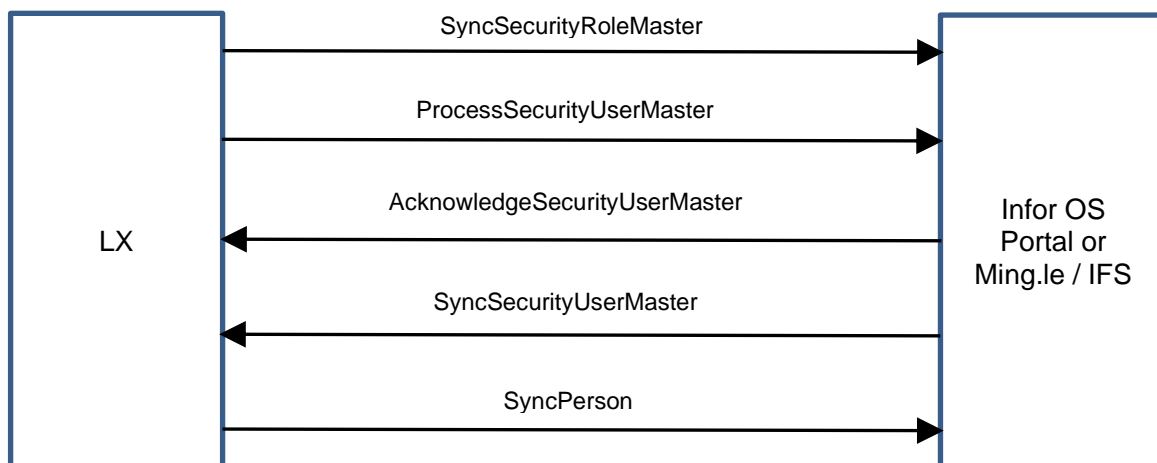 SyncSecurityRoleMaster
ProcessSecurityUserMaster
AcknowledgeSecurityUserMaster
LX
Infor OS
Portal or
Ming.le / IFS
SyncSecurityUserMaster
SyncPerson